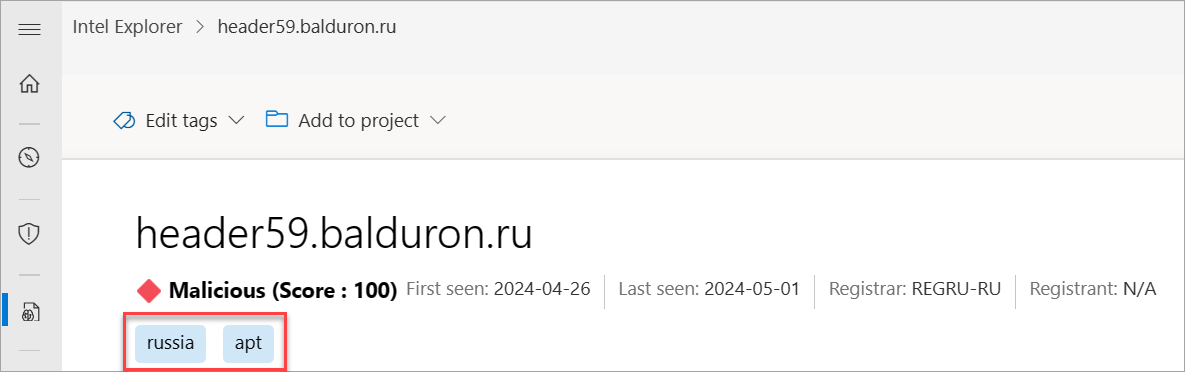 Intel Explorer > header59.balduron.ru
Edit tags Add to project
header59.balduron.ru
Malicious (Score : 100) First seen: 2024-04-26 Last seen: 2024-05-01 Registrar: REGRU-RU Registrant: N/A
russia apt